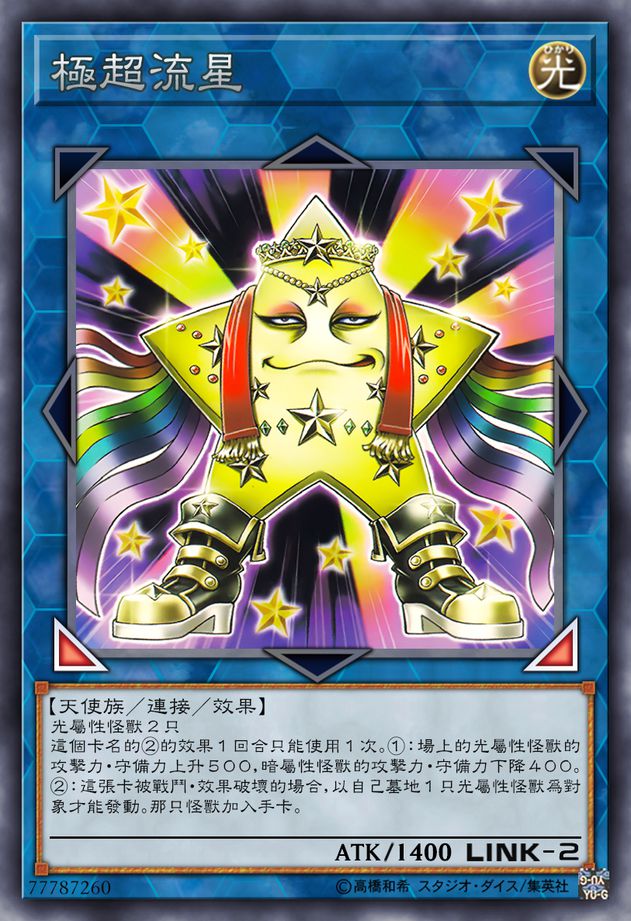 極超流星
ひかり
光
【天使族／連接／效果】
光屬性怪獸２只
這個卡名的②的效果１回合只能使用１次。①：場上的光屬性怪獸的
攻擊力・守備力上升５００，暗屬性怪獸的攻擊力・守備力下降４００。
②：這張卡被戰鬥・效果破壞的場合，以自己墓地１只光屬性怪獸爲對
象才能發動。那只怪獸加入手卡。
ATK/1400 LINK-2
77787260
©高橋和希 スタジオ・ダイス/集英社